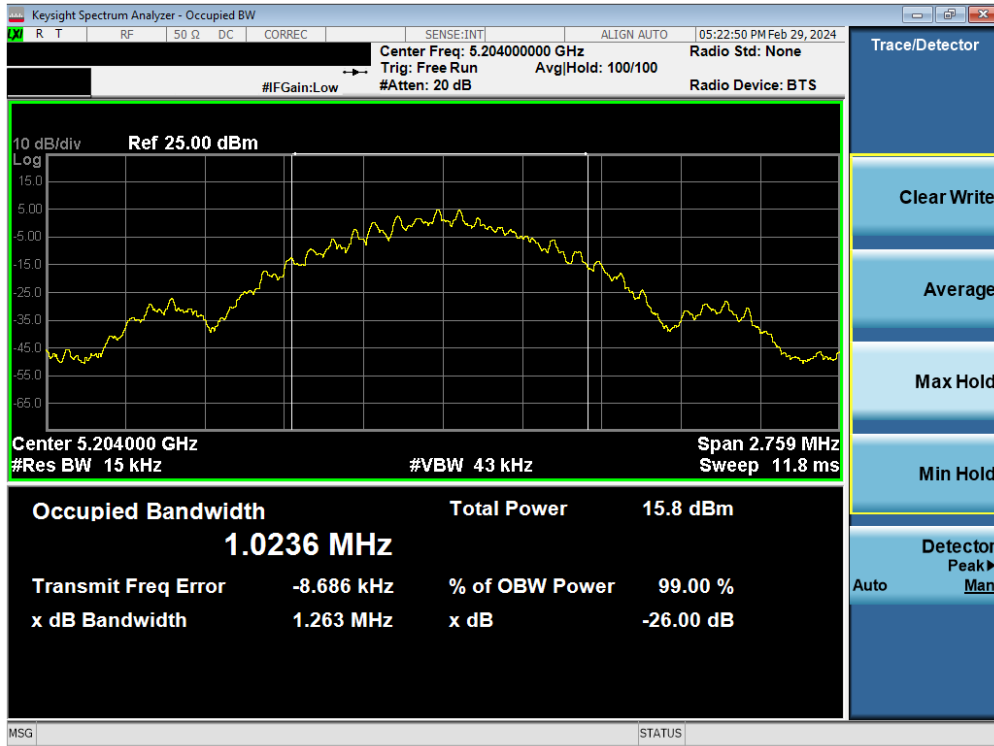 Keysight Spectrum Analyzer - Occupied BW
LXI R T RF 50 Ω DC CORREC SENSE:INT ALIGN AUTO 05:22:50 PM Feb 29, 2024
Center Freq: 5.204000000 GHz Radio Std: None
Trig: Free Run Avg|Hold: 100/100
#IFGain:Low #Atten: 20 dB Radio Device: BTS
10 dB/div Ref 25.00 dBm
Log
15.0
5.00
-5.00
-15.0
-25.0
-35.0
-45.0
-55.0
-65.0
Center 5.204000 GHz Span 2.759 MHz
#Res BW 15 kHz #VBW 43 kHz Sweep 11.8 ms
Occupied Bandwidth Total Power 15.8 dBm
1.0236 MHz
Transmit Freq Error -8.686 kHz % of OBW Power 99.00 %
x dB Bandwidth 1.263 MHz x dB -26.00 dB
MSG STATUS
Trace/Detector
Clear Write
Average
Max Hold
Min Hold
Detector
Peak▶
Auto Man